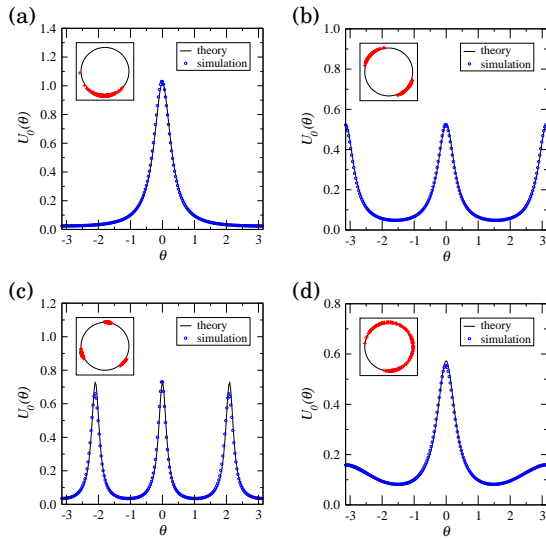 (a)
1.4
1.2
1.0
0.8
0.6
0.4
0.2
0.0
U₀(θ)
theory
simulation
-3 -2 -1 0 1 2 3
θ
(b)
1.0
0.8
0.6
0.4
0.2
0.0
U₀(θ)
theory
simulation
-3 -2 -1 0 1 2 3
θ
(c)
1.2
1.0
0.8
0.6
0.4
0.2
0.0
U₀(θ)
theory
simulation
-3 -2 -1 0 1 2 3
θ
(d)
0.8
0.6
0.4
0.2
0.0
U₀(θ)
theory
simulation
-3 -2 -1 0 1 2 3
θ